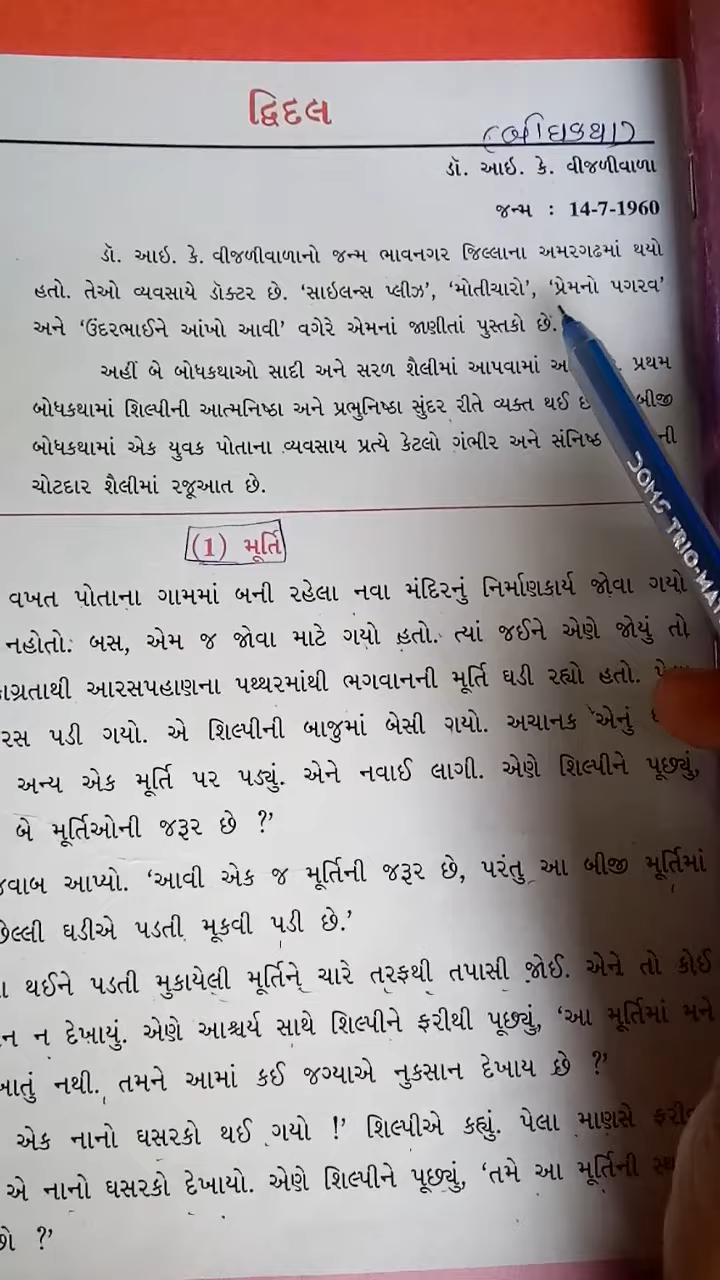 દ્વિદલ
(બોધકથા)
ડૉ. આઇ. કે. વીજળીવાળા
જન્મ : 14-7-1960
ડૉ. આઇ. કે. વીજળીવાળાનો જન્મ ભાવનગર જિલ્લાના અમરગઢમાં થયો
હતો. તેઓ વ્યવસાયે ડૉક્ટર છે. ‘સાઇલન્સ પ્લીઝ’, ‘મોતીચારો’, ‘પ્રેમનો પગરવ’
અને ‘ઉંદરભાઈને આંખો આવી’ વગેરે એમનાં જાણીતાં પુસ્તકો છે.
અહીં બે બોધકથાઓ સાદી અને સરળ શૈલીમાં આપવામાં પ્રથમ
બોધકથામાં શિલ્પીની આત્મનિષ્ઠા અને પ્રભુનિષ્ઠા સુંદર રીતે વ્યક્ત થઈ બીજી
બોધકથામાં એક યુવક પોતાના વ્યવસાય પ્રત્યે કેટલો ગંભીર અને સંનિષ્ઠ ની
ચોટદાર શૈલીમાં રજૂઆત છે.
(1) મૂર્તિ
વખત પોતાના ગામમાં બની રહેલા નવા મંદિરનું નિર્માણકાર્ય જોવા ગયો
નહોતો. બસ, એમ જ જોવા માટે ગયો હતો. ત્યાં જઈને એણે જોયું તો
ગ્રતાથી આરસપહાણના પથ્થરમાંથી ભગવાનની મૂર્તિ ઘડી રહ્યો હતો.
રસ પડી ગયો. એ શિલ્પીની બાજુમાં બેસી ગયો. અચાનક એનું
અન્ય એક મૂર્તિ પર પડ્યું. એને નવાઈ લાગી. એણે શિલ્પીને પૂછ્યું,
બે મૂર્તિઓની જરૂર છે ?’
જવાબ આપ્યો. ‘આવી એક જ મૂર્તિની જરૂર છે, પરંતુ આ બીજી મૂર્તિમાં
છેલ્લી ઘડીએ પડતી મૂકવી પડી છે.’
થઈને પડતી મુકાયેલી મૂર્તિને ચારે તરફથી તપાસી જોઈ. એને તો કોઈ
ન ન દેખાયું. એણે આશ્ચર્ય સાથે શિલ્પીને ફરીથી પૂછ્યું, ‘આ મૂર્તિમાં મને
ખાતું નથી. તમને આમાં કઈ જગ્યાએ નુકસાન દેખાય છે ?’
એક નાનો ઘસરકો થઈ ગયો !’ શિલ્પીએ કહ્યું. પેલા માણસે
એ નાનો ઘસરકો દેખાયો. એણે શિલ્પીને પૂછ્યું, ‘તમે આ મૂર્તિની
છો ?’
DOMS TRIO-MA